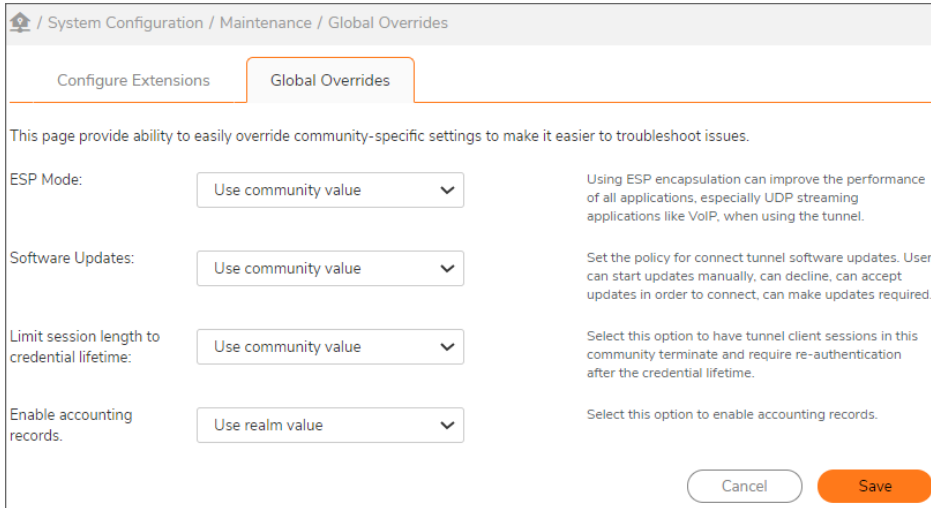 / System Configuration / Maintenance / Global Overrides
Configure Extensions
Global Overrides
This page provide ability to easily override community-specific settings to make it easier to troubleshoot issues.
ESP Mode:
Use community value
Using ESP encapsulation can improve the performance
of all applications, especially UDP streaming
applications like VoIP, when using the tunnel.
Software Updates:
Use community value
Set the policy for connect tunnel software updates. User
can start updates manually, can decline, can accept
updates in order to connect, can make updates required.
Limit session length to
credential lifetime:
Use community value
Select this option to have tunnel client sessions in this
community terminate and require re-authentication
after the credential lifetime.
Enable accounting
records.
Use realm value
Select this option to enable accounting records.
Cancel
Save